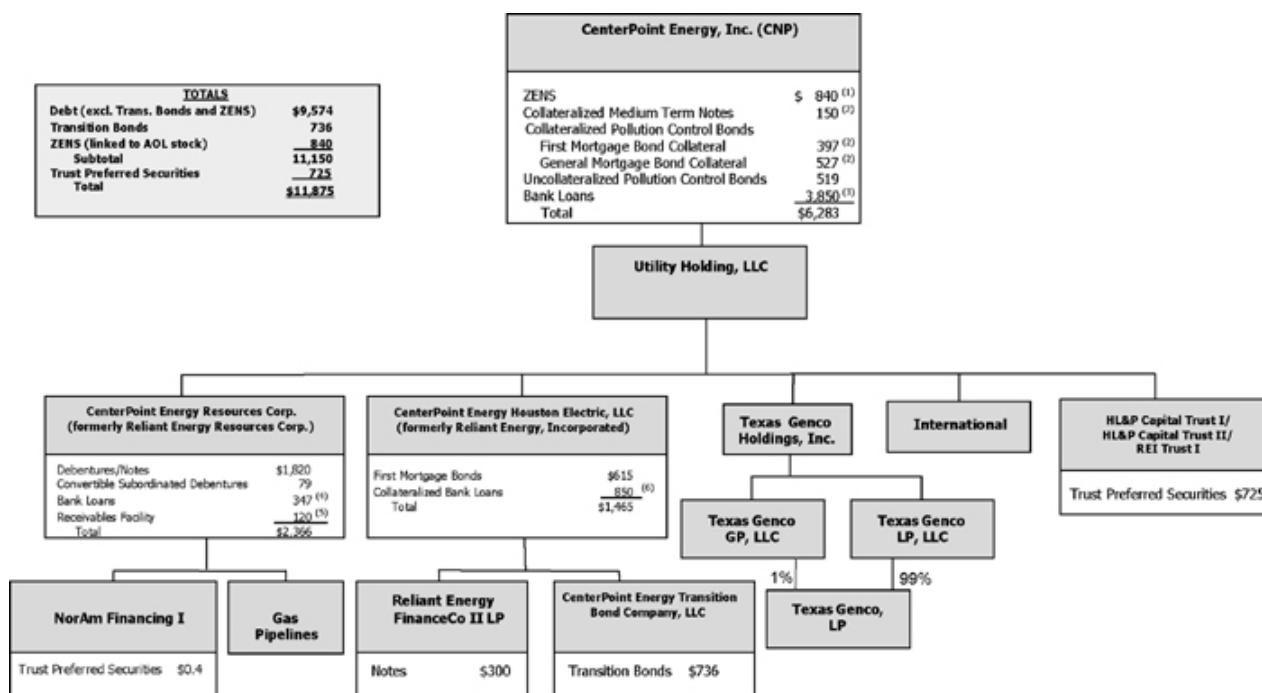 CenterPoint Energy, Inc. (CNP)
ZENS $ 840 (1)
Collateralized Medium Term Notes 150 (2)
Collateralized Pollution Control Bonds
First Mortgage Bond Collateral 397 (2)
General Mortgage Bond Collateral 527 (2)
Uncollateralized Pollution Control Bonds 519
Bank Loans 3,850 (3)
Total $6,283
TOTALS
Debt (excl. Trans. Bonds and ZENS) $9,574
Transition Bonds 736
ZENS (linked to AOL stock) 840
Subtotal 11,150
Trust Preferred Securities 725
Total $11,875
Utility Holding, LLC
CenterPoint Energy Resources Corp.
(formerly Reliant Energy Resources Corp.)
Debentures/Notes $1,820
Convertible Subordinated Debentures 79
Bank Loans 347 (4)
Receivables Facility 120 (5)
Total $2,366
CenterPoint Energy Houston Electric, LLC
(formerly Reliant Energy, Incorporated)
First Mortgage Bonds $615
Collateralized Bank Loans 850 (6)
Total $1,465
Texas Genco
Holdings, Inc.
International
HL&P Capital Trust I/
HL&P Capital Trust II/
REI Trust I
Trust Preferred Securities $725
Texas Genco
GP, LLC
Texas Genco
LP, LLC
1%
99%
Texas Genco,
LP
NorAm Financing I
Trust Preferred Securities $0.4
Gas
Pipelines
Reliant Energy
FinanceCo II LP
Notes $300
CenterPoint Energy Transition
Bond Company, LLC
Transition Bonds $736